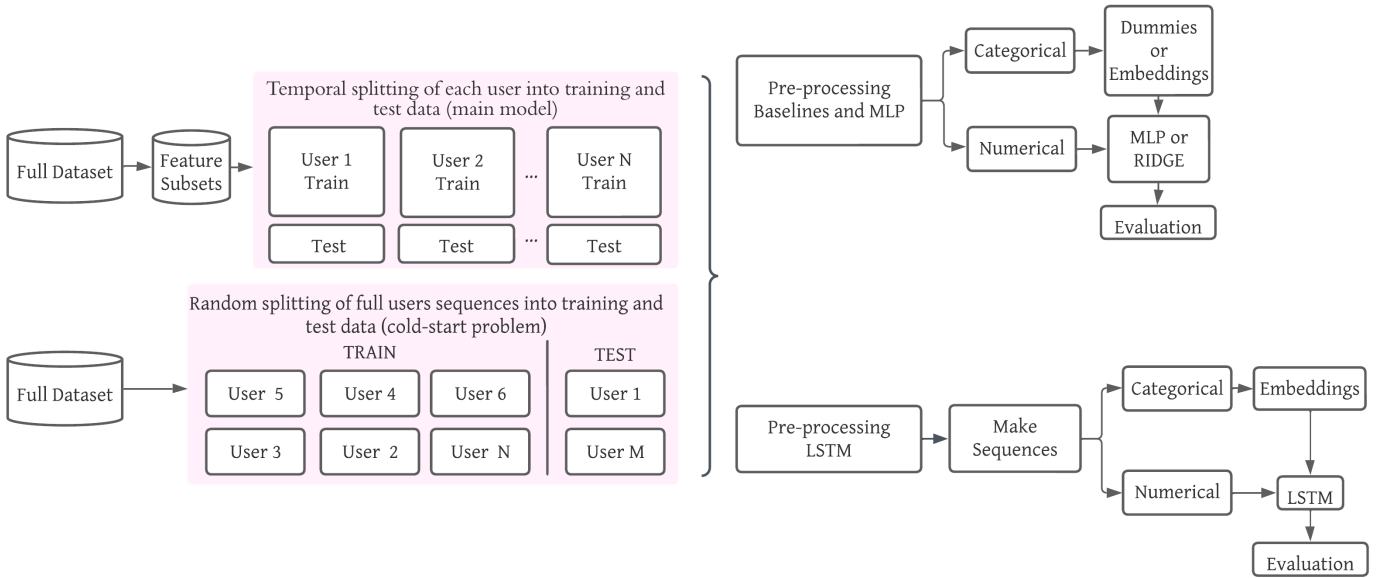 Full Dataset
Feature
Subsets
Temporal splitting of each user into training and
test data (main model)
User 1
Train
User 2
Train
...
User N
Train
Test
Test
...
Test
Full Dataset
Random splitting of full users sequences into training and
test data (cold-start problem)
TRAIN
TEST
User 5
User 4
User 6
User 1
User 3
User 2
User N
User M
Pre-processing
Baselines and MLP
Categorical
Dummies
or
Embeddings
Numerical
MLP or
RIDGE
Evaluation
Pre-processing
LSTM
Make
Sequences
Categorical
Embeddings
Numerical
LSTM
Evaluation